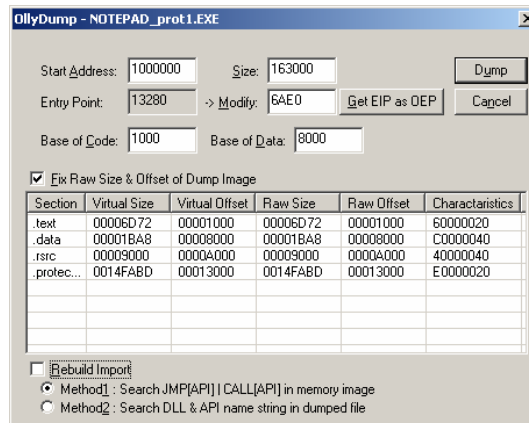 OllyDump - NOTEPAD_prot1.EXE
Start Address: 1000000 Size: 163000 Dump
Entry Point: 13280 -> Modify: 6AE0 Get EIP as OEP Cancel
Base of Code: 1000 Base of Data: 8000
Fix Raw Size & Offset of Dump Image
Section Virtual Size Virtual Offset Raw Size Raw Offset Charactaristics
.text 00006D72 00001000 00006D72 00001000 60000020
.data 00001BA8 00008000 00001BA8 00008000 C0000040
.rsrc 00009000 0000A000 00009000 0000A000 40000040
.protec... 0014FABD 00013000 0014FABD 00013000 E0000020
Rebuild Import
Method1 : Search JMP[API] | CALL[API] in memory image
Method2 : Search DLL & API name string in dumped file